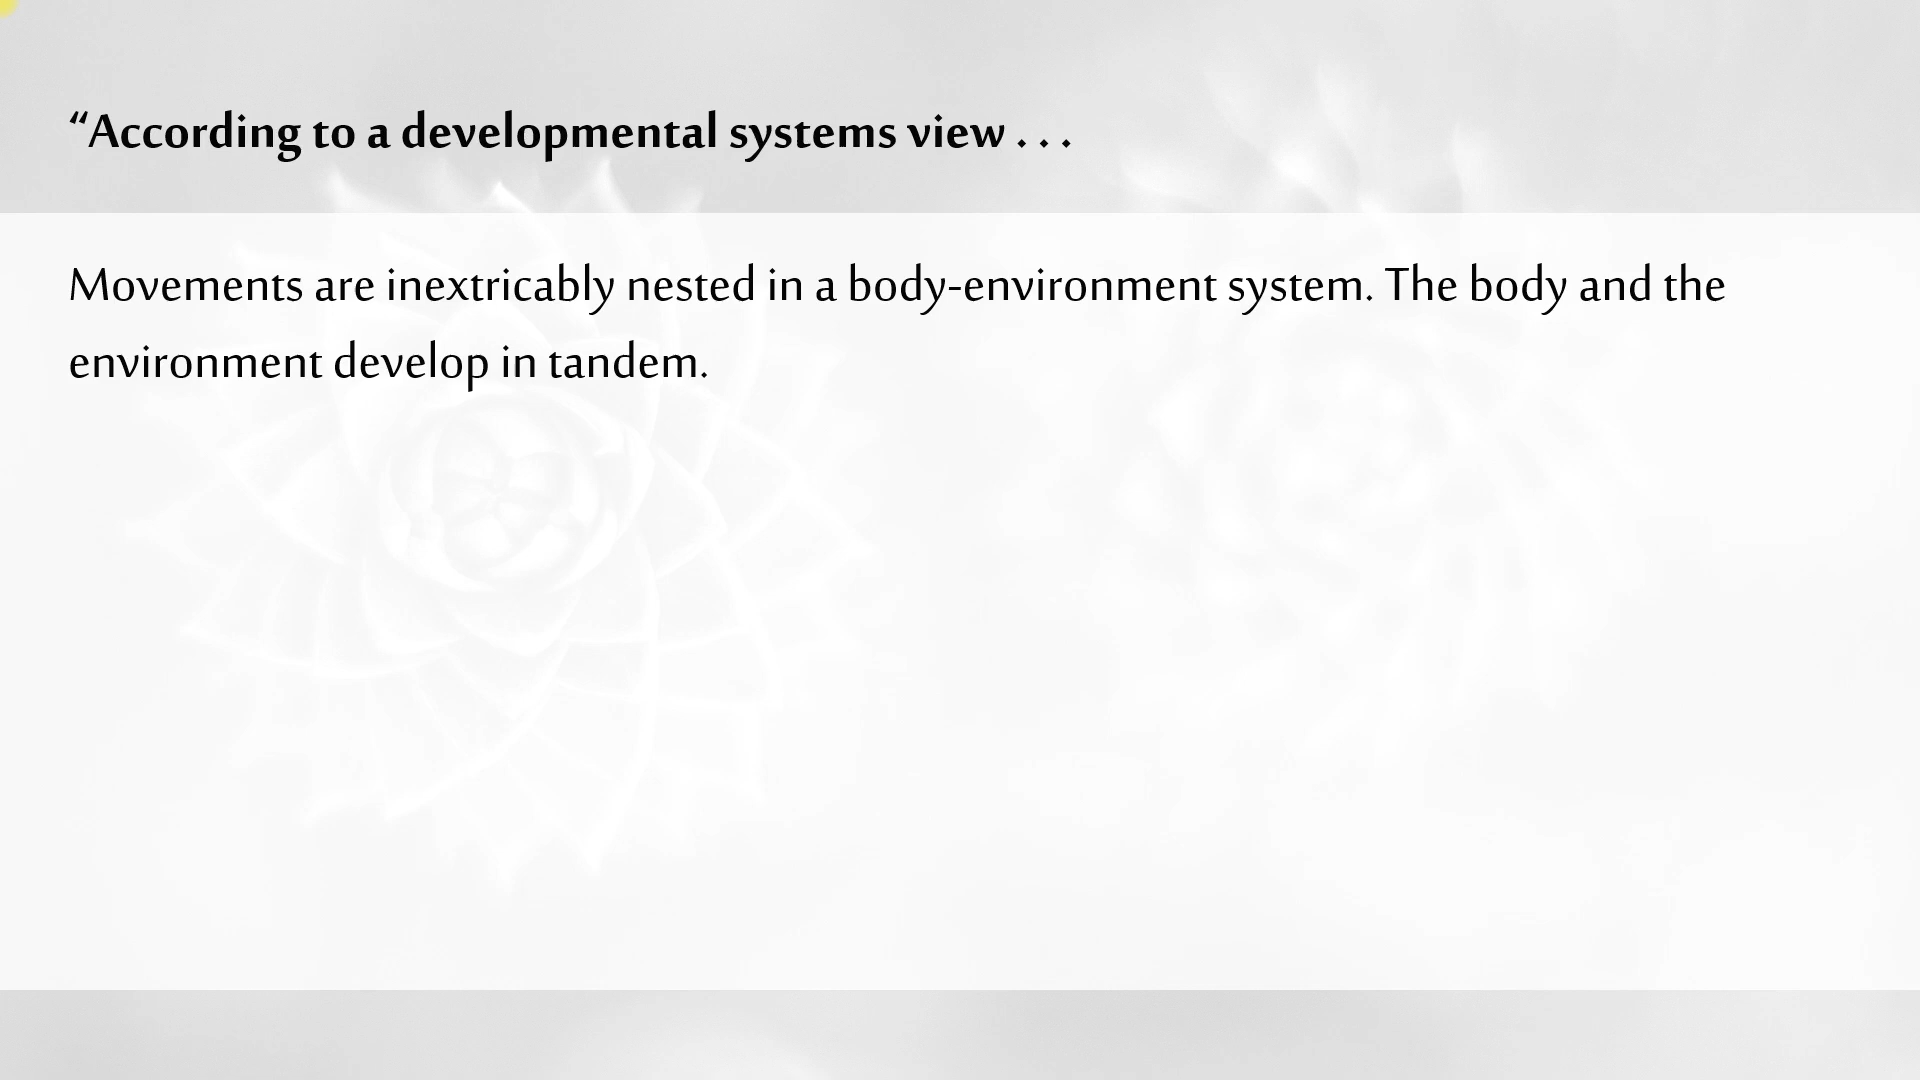 “According to a developmental systems view . . .
Movements are inextricably nested in a body-environment system. The body and the
environment develop in tandem.